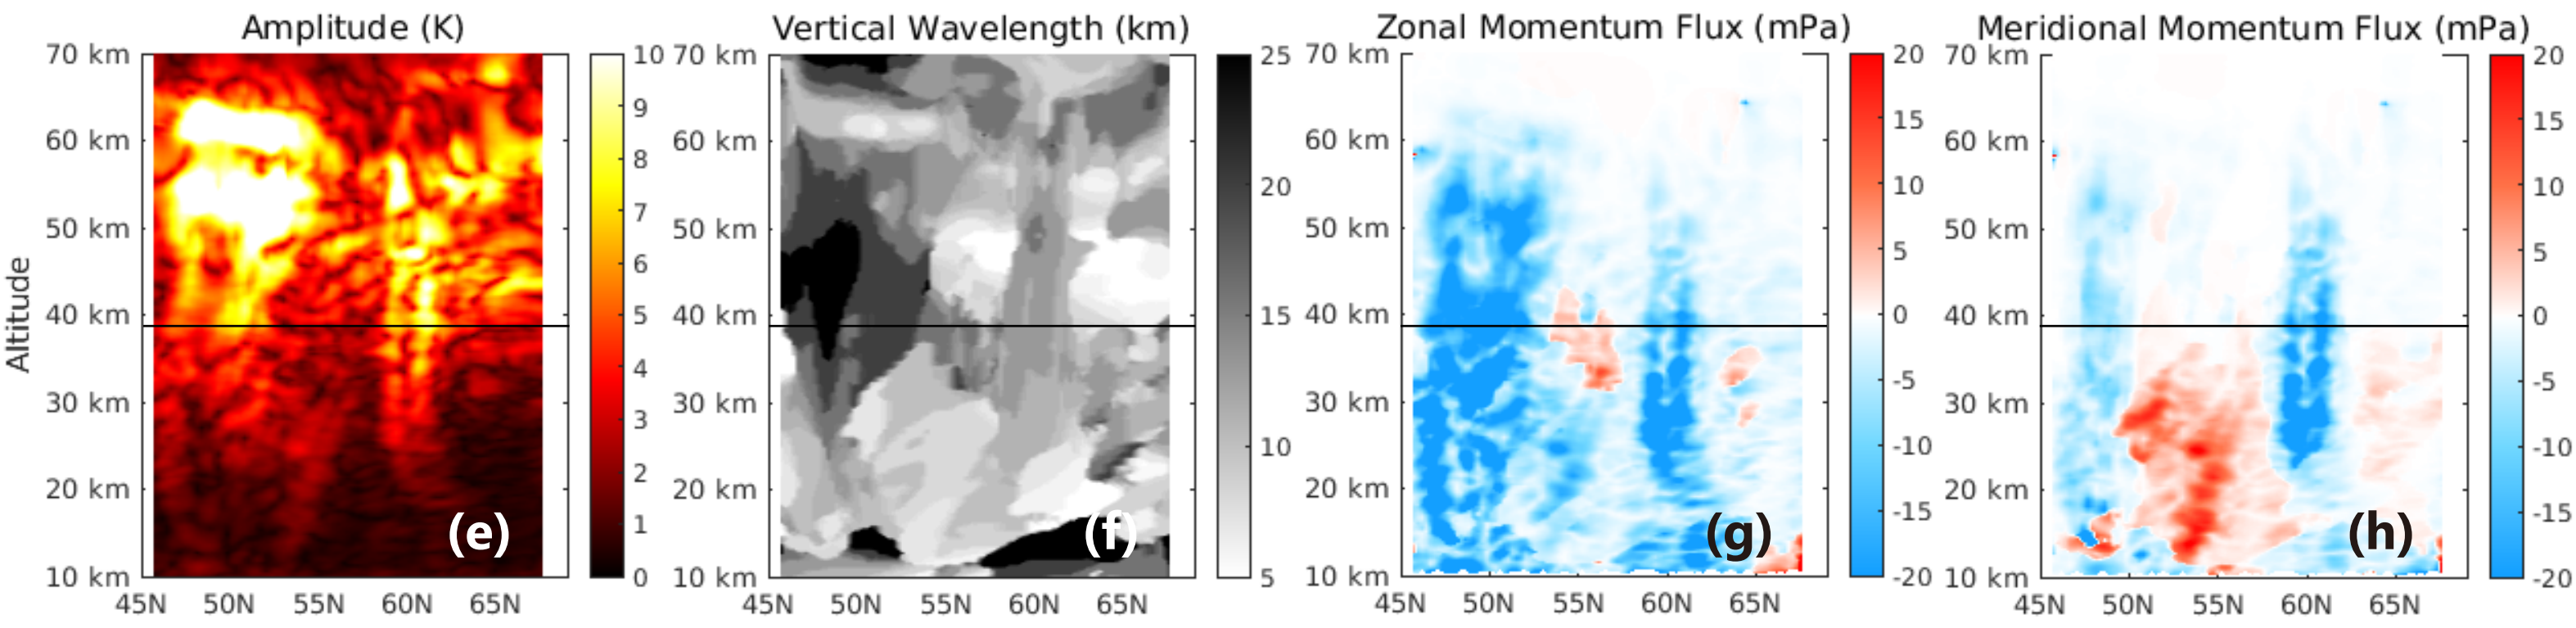 Amplitude (K)
Altitude
70 km
60 km
50 km
40 km
30 km
20 km
10 km
45N 50N 55N 60N 65N
(e)
10
9
8
7
6
5
4
3
2
1
0
Vertical Wavelength (km)
70 km
60 km
50 km
40 km
30 km
20 km
10 km
45N 50N 55N 60N 65N
(f)
25
20
15
10
5
Zonal Momentum Flux (mPa)
70 km
60 km
50 km
40 km
30 km
20 km
10 km
45N 50N 55N 60N 65N
(g)
20
15
10
5
0
-5
-10
-15
-20
Meridional Momentum Flux (mPa)
70 km
60 km
50 km
40 km
30 km
20 km
10 km
45N 50N 55N 60N 65N
(h)
20
15
10
5
0
-5
-10
-15
-20